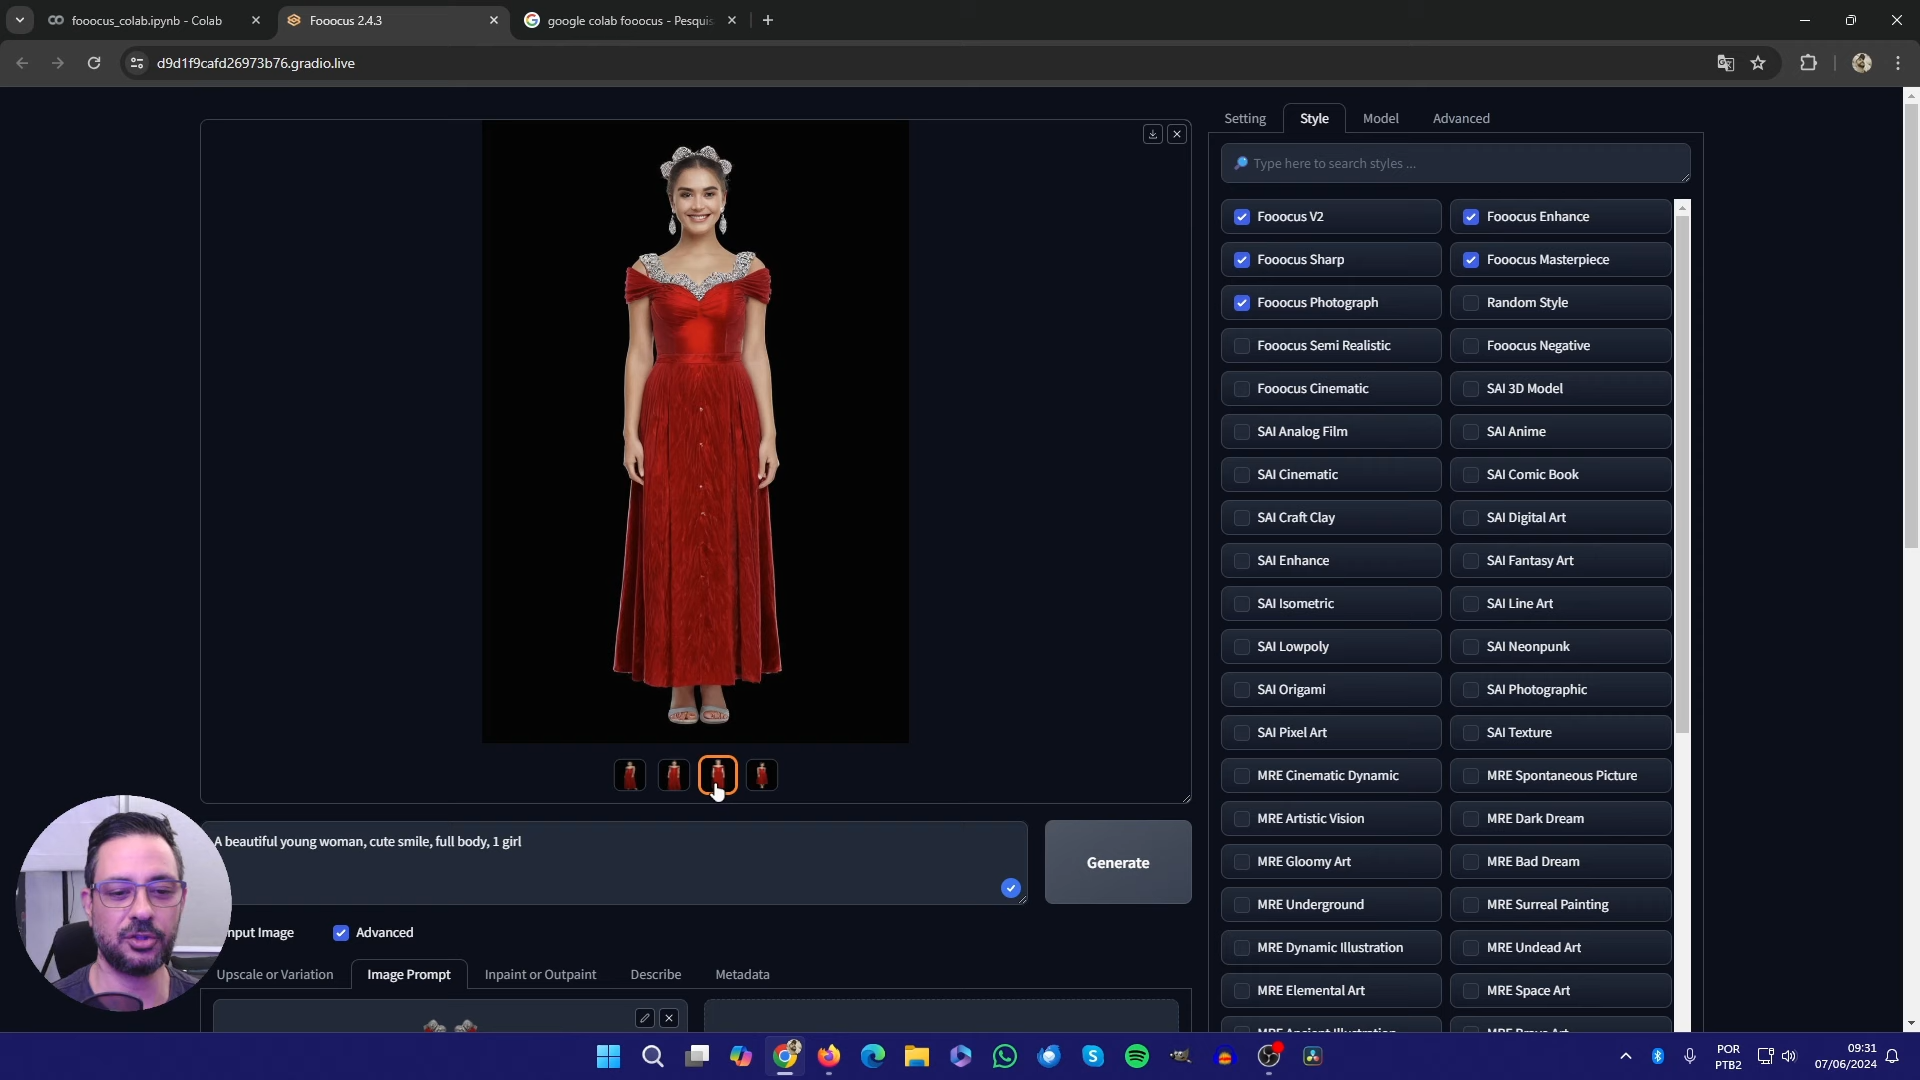 fooocus_colab.ipynb - Colab
Fooocus 2.4.3
google colab fooocus - Pesquis
d9d1f9cafd26973b76.gradio.live
Setting
Style
Model
Advanced
Type here to search styles ...
Fooocus V2
Fooocus Enhance
Fooocus Sharp
Fooocus Masterpiece
Fooocus Photograph
Random Style
Fooocus Semi Realistic
Fooocus Negative
Fooocus Cinematic
SAI 3D Model
SAI Analog Film
SAI Anime
SAI Cinematic
SAI Comic Book
SAI Craft Clay
SAI Digital Art
SAI Enhance
SAI Fantasy Art
SAI Isometric
SAI Line Art
SAI Lowpoly
SAI Neonpunk
SAI Origami
SAI Photographic
SAI Pixel Art
SAI Texture
MRE Cinematic Dynamic
MRE Spontaneous Picture
MRE Artistic Vision
MRE Dark Dream
MRE Gloomy Art
MRE Bad Dream
MRE Underground
MRE Surreal Painting
MRE Dynamic Illustration
MRE Undead Art
MRE Elemental Art
MRE Space Art
A beautiful young woman, cute smile, full body, 1 girl
Generate
nput Image
Advanced
Upscale or Variation
Image Prompt
Inpaint or Outpaint
Describe
Metadata
POR
PTB2
09:31
07/06/2024